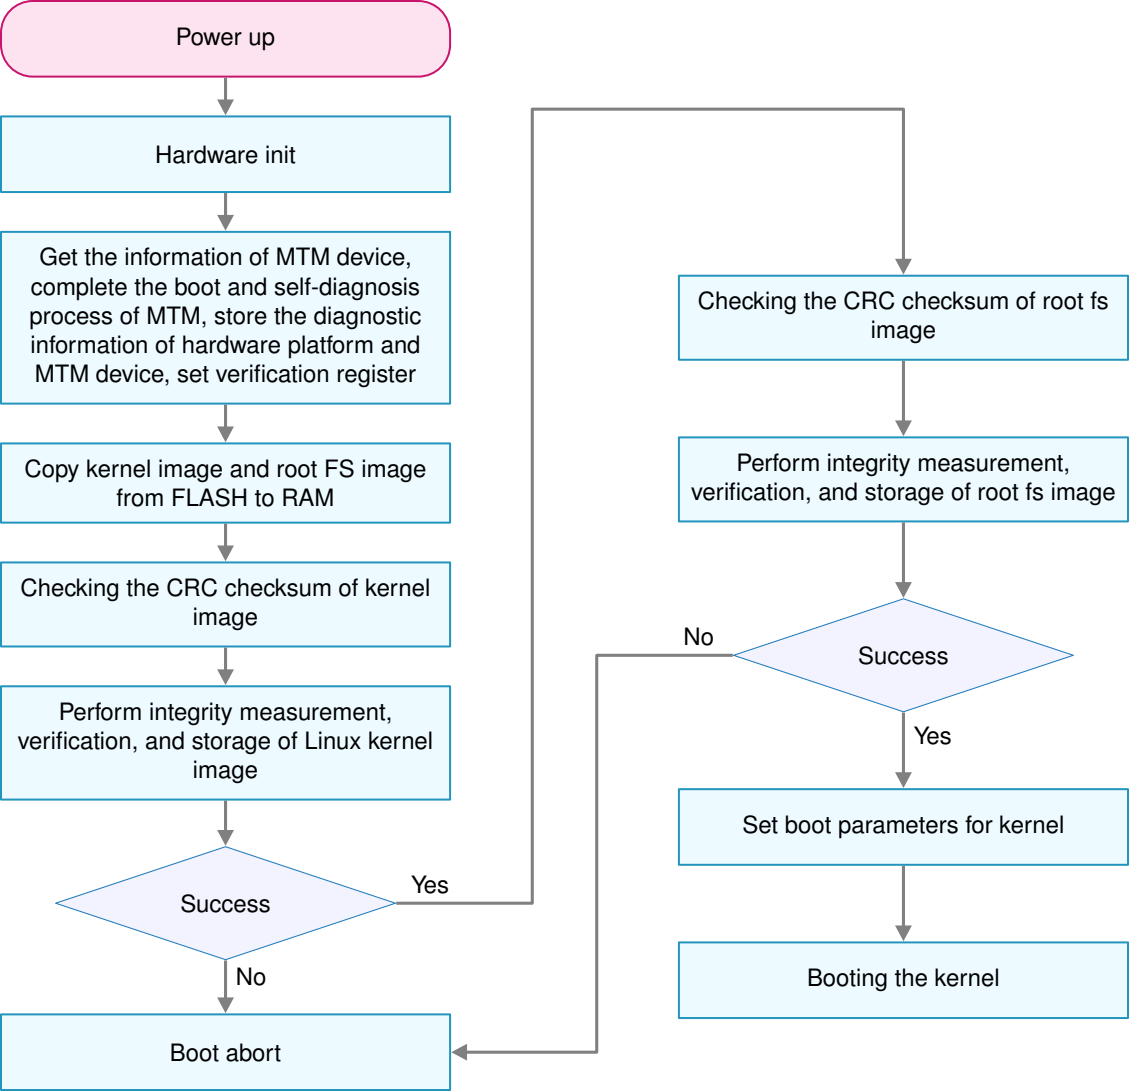 Power up
Hardware init
Get the information of MTM device,
complete the boot and self-diagnosis
process of MTM, store the diagnostic
information of hardware platform and
MTM device, set verification register
Copy kernel image and root FS image
from FLASH to RAM
Checking the CRC checksum of kernel
image
Perform integrity measurement,
verification, and storage of Linux kernel
image
Success
Yes
No
Boot abort
Checking the CRC checksum of root fs
image
Perform integrity measurement,
verification, and storage of root fs image
No
Success
Yes
Set boot parameters for kernel
Booting the kernel